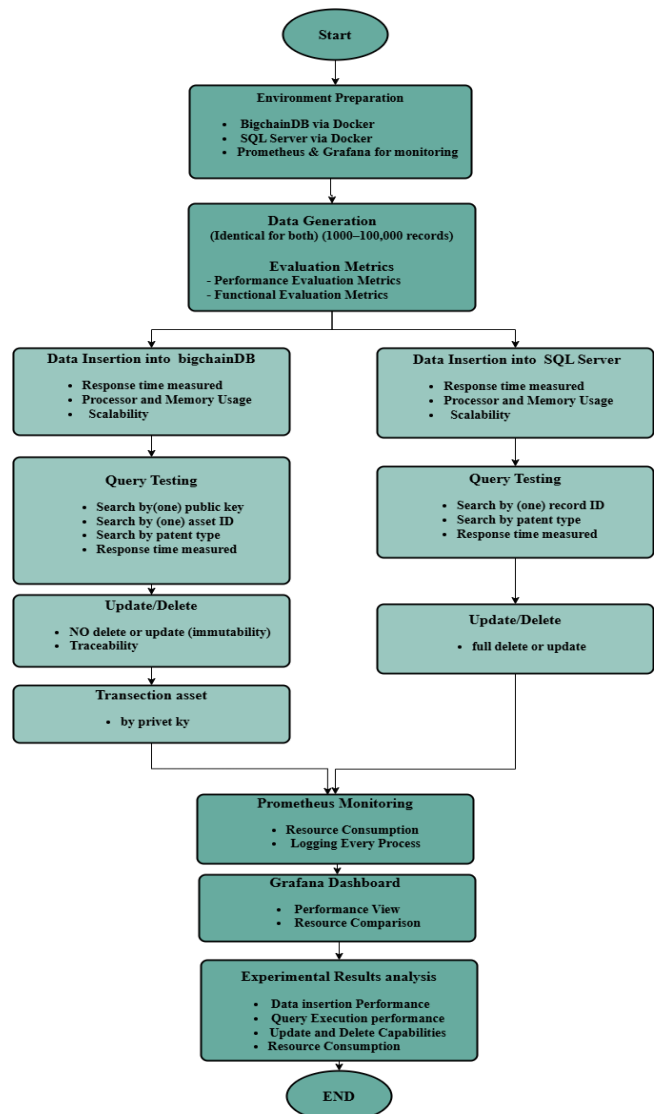 Start
Environment Preparation
• BigchainDB via Docker
• SQL Server via Docker
• Prometheus & Grafana for monitoring
Data Generation
(Identical for both) (1000–100,000 records)
Evaluation Metrics
- Performance Evaluation Metrics
- Functional Evaluation Metrics
Data Insertion into bigchainDB
• Response time measured
• Processor and Memory Usage
• Scalability
Query Testing
• Search by(one) public key
• Search by (one) asset ID
• Search by patent type
• Response time measured
Update/Delete
• NO delete or update (immutability)
• Traceability
Transection asset
• by privet ky
Data Insertion into SQL Server
• Response time measured
• Processor and Memory Usage
• Scalability
Query Testing
• Search by (one) record ID
• Search by patent type
• Response time measured
Update/Delete
• full delete or update
Prometheus Monitoring
• Resource Consumption
• Logging Every Process
Grafana Dashboard
• Performance View
• Resource Comparison
Experimental Results analysis
• Data insertion Performance
• Query Execution performance
• Update and Delete Capabilities
• Resource Consumption
END